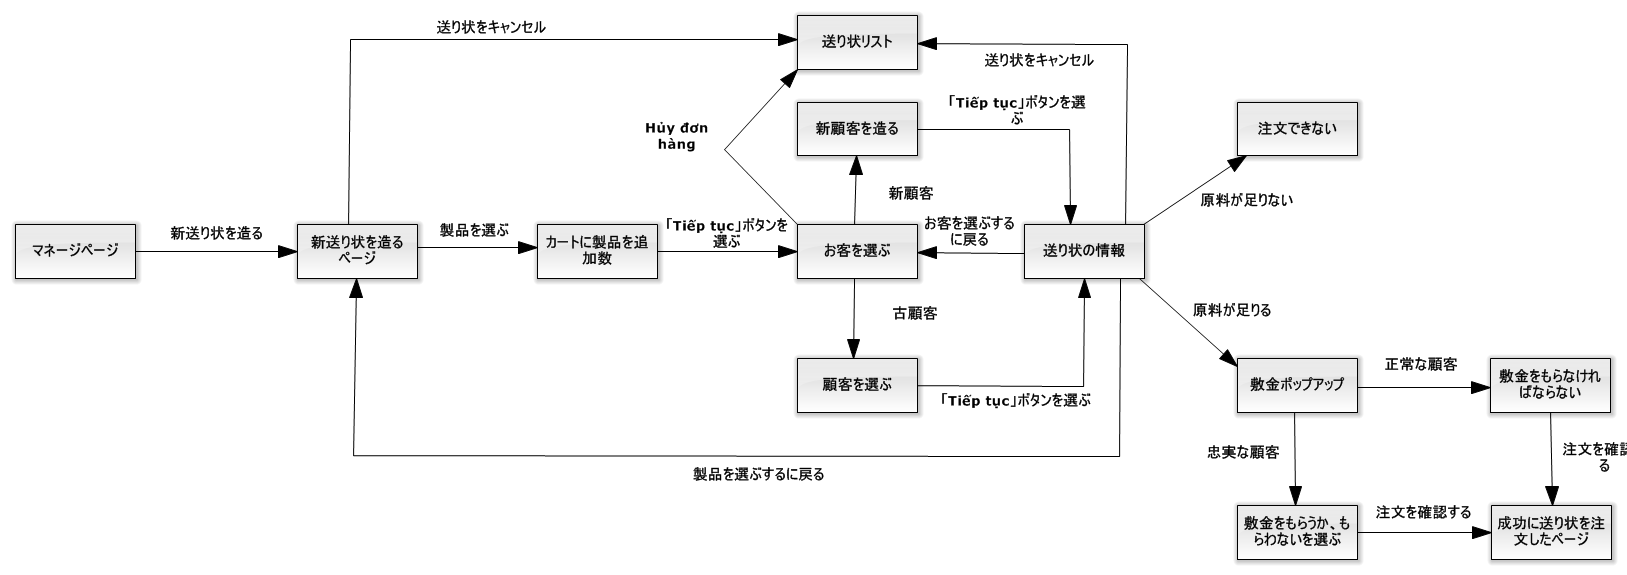 送り状をキャンセル
送り状リスト
送り状をキャンセル
「Tiếp tục」ボタンを選
ぶ
Hủy đơn
hàng
新顧客を造る
注文できない
新顧客
原料が足りない
マネージページ
新送り状を造る
新送り状を造る
ページ
製品を選ぶ
カートに製品を追
加数
「Tiếp tục」ボタンを
選ぶ
お客を選ぶ
お客を選ぶする
に戻る
送り状の情報
古顧客
原料が足りる
顧客を選ぶ
「Tiếp tục」ボタンを選ぶ
敷金ポップアップ
正常な顧客
敷金をもらなけれ
ばならない
製品を選ぶするに戻る
忠実な顧客
注文を確認
る
敷金をもらうか、も
らわないを選ぶ
注文を確認する
成功に送り状を注
文したページ